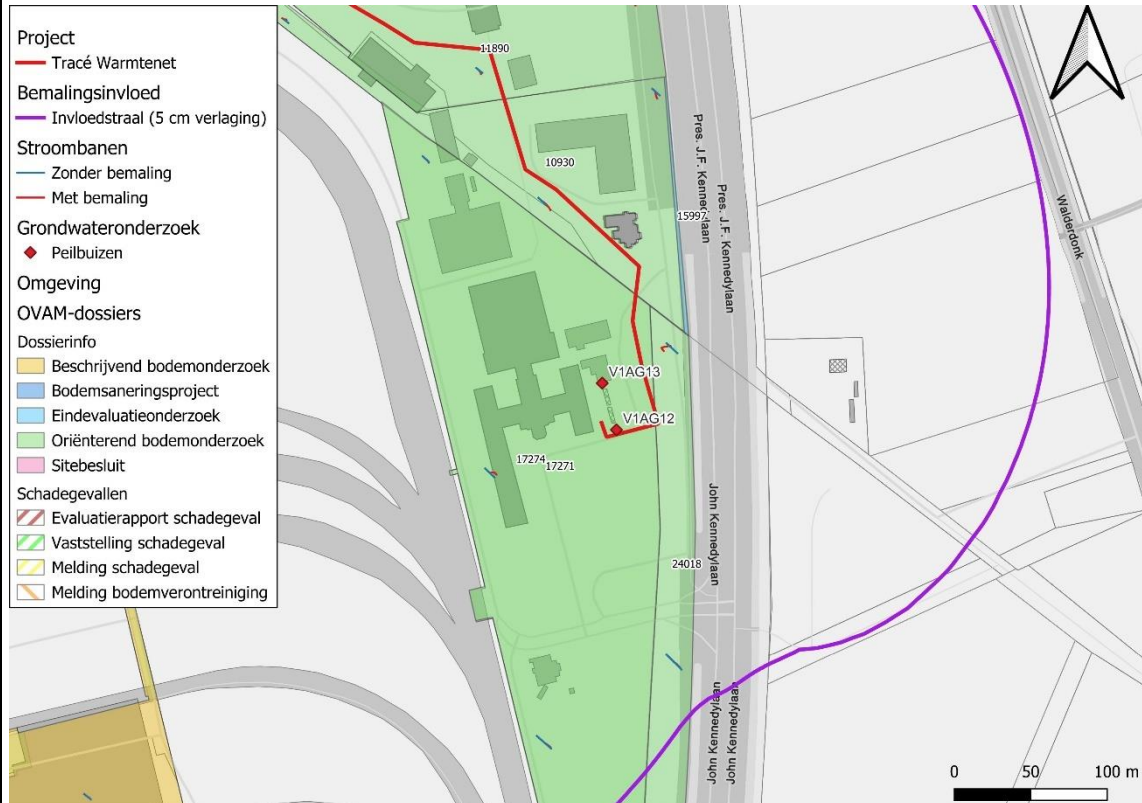 Project
Tracé Warmtenet
Bemalingsinvloed
Invloedstraal (5 cm verlaging)
Stroombanen
Zonder bemaling
Met bemaling
Grondwateronderzoek
Peilbuizen
Omgeving
OVAM-dossiers
Dossierinfo
Beschrijvend bodemonderzoek
Bodemsaneringsproject
Eindevaluatieonderzoek
Oriënterend bodemonderzoek
Sitebesluit
Schadegevallen
Evaluatierapport schadegeval
Vaststelling schadegeval
Melding schadegeval
Melding bodemverontreiniging
11890
10930
Pres. J.F. Kennedylaan
Pres. J.F. Kennedylaan
15997
Walderdonk
V1AG13
V1AG12
17274
17271
John Kennedylaan
24018
John Kennedylaan
John Kennedylaan
0 50 100 m